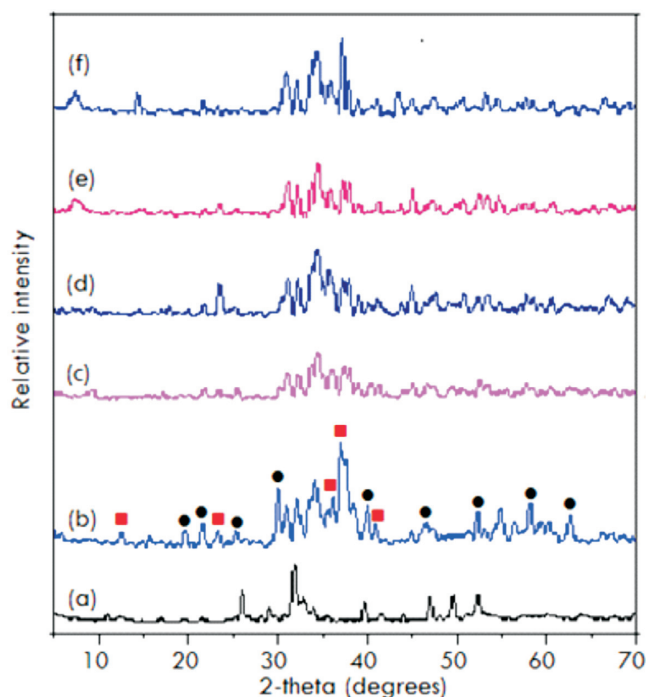 (f)
(e)
(d)
(c)
(b)
(a)
Relative intensity
10 20 30 40 50 60 70
2-theta (degrees)